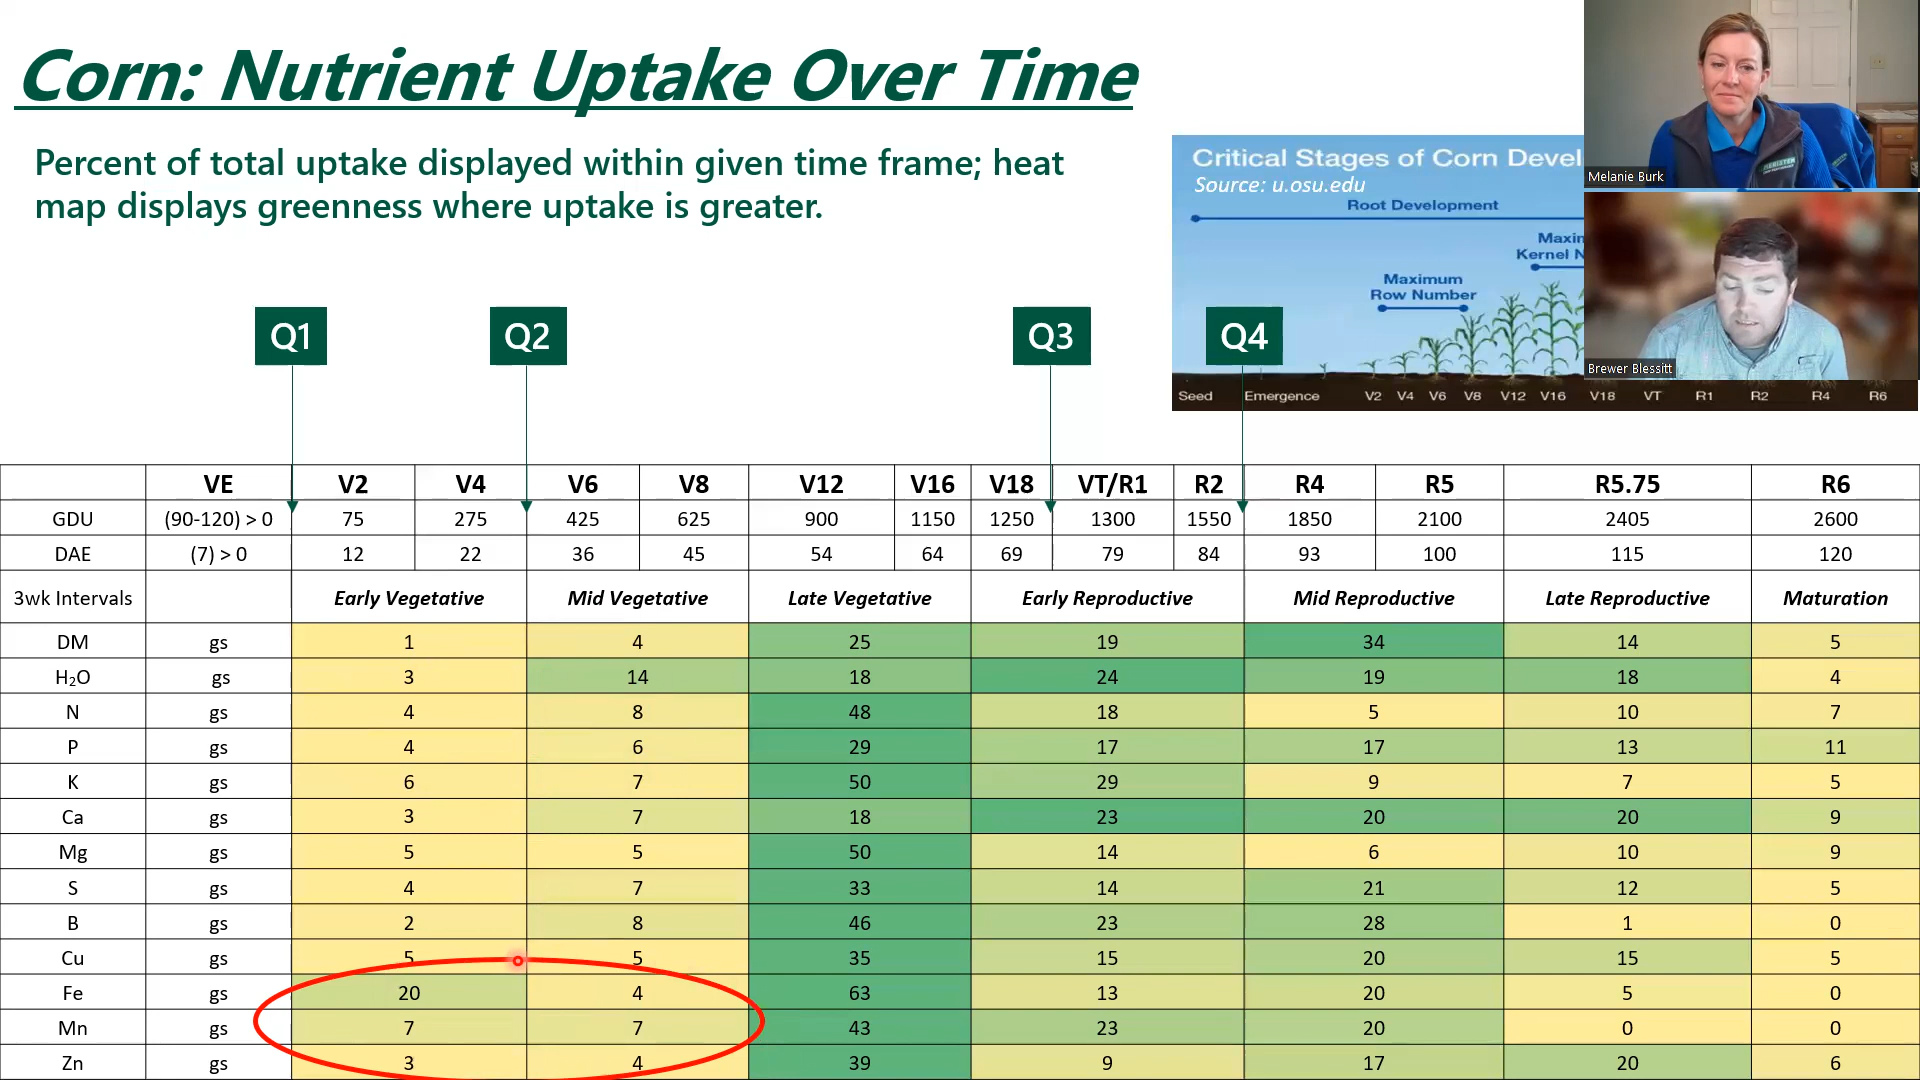 Corn: Nutrient Uptake Over Time
Percent of total uptake displayed within given time frame; heat
map displays greenness where uptake is greater.
Critical Stages of Corn Devel
Source: u.osu.edu
Root Development
Maxim
Kernel N
Maximum
Row Number
Seed Emergence V2 V4 V6 V8 V12 V16 V18 VT R1 R2 R4 R6
Melanie Burk
Brewer Blessitt
Q1 Q2 Q3 Q4
VE V2 V4 V6 V8 V12 V16 V18 VT/R1 R2 R4 R5 R5.75 R6
GDU (90-120) > 0 75 275 425 625 900 1150 1250 1300 1550 1850 2100 2405 2600
DAE (7) > 0 12 22 36 45 54 64 69 79 84 93 100 115 120
3wk Intervals Early Vegetative Mid Vegetative Late Vegetative Early Reproductive Mid Reproductive Late Reproductive Maturation
DM gs 1 4 25 19 34 14 5
H₂O gs 3 14 18 24 19 18 4
N gs 4 8 48 18 5 10 7
P gs 4 6 29 17 17 13 11
K gs 6 7 50 29 9 7 5
Ca gs 3 7 18 23 20 20 9
Mg gs 5 5 50 14 6 10 9
S gs 4 7 33 14 21 12 5
B gs 2 8 46 23 28 1 0
Cu gs 5 5 35 15 20 15 5
Fe gs 20 4 63 13 20 5 0
Mn gs 7 7 43 23 20 0 0
Zn gs 3 4 39 9 17 20 6